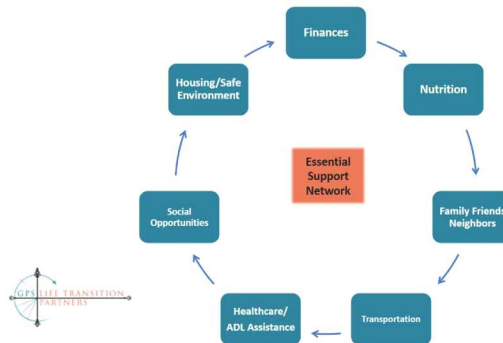 Finances
Housing/Safe
Environment
Nutrition
Essential
Support
Network
Social
Opportunities
Family Friends
Neighbors
Healthcare/
ADL Assistance
Transportation
GPS LIFE TRANSITION
PARTNERS